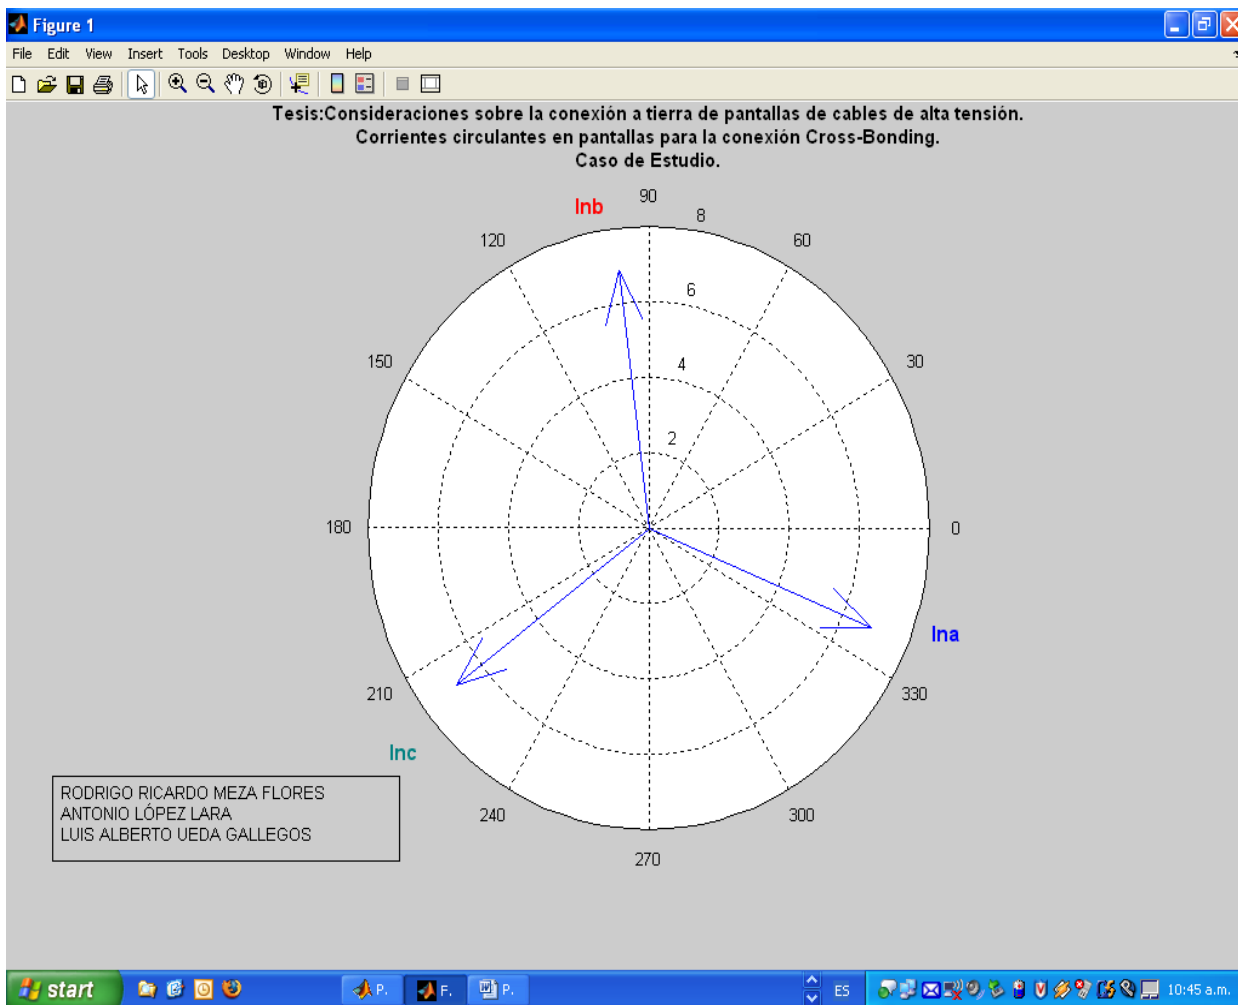 Figure 1
File Edit View Insert Tools Desktop Window Help
Tesis:Consideraciones sobre la conexión a tierra de pantallas de cables de alta tensión.
Corrientes circulantes en pantallas para la conexión Cross-Bonding.
Caso de Estudio.
90
Inb
8
120
60
6
150
4
30
2
180
0
Ina
210
330
Inc
240
300
270
RODRIGO RICARDO MEZA FLORES
ANTONIO LÓPEZ LARA
LUIS ALBERTO UEDA GALLEGOS
start P. F. P. ES 10:45 a.m.